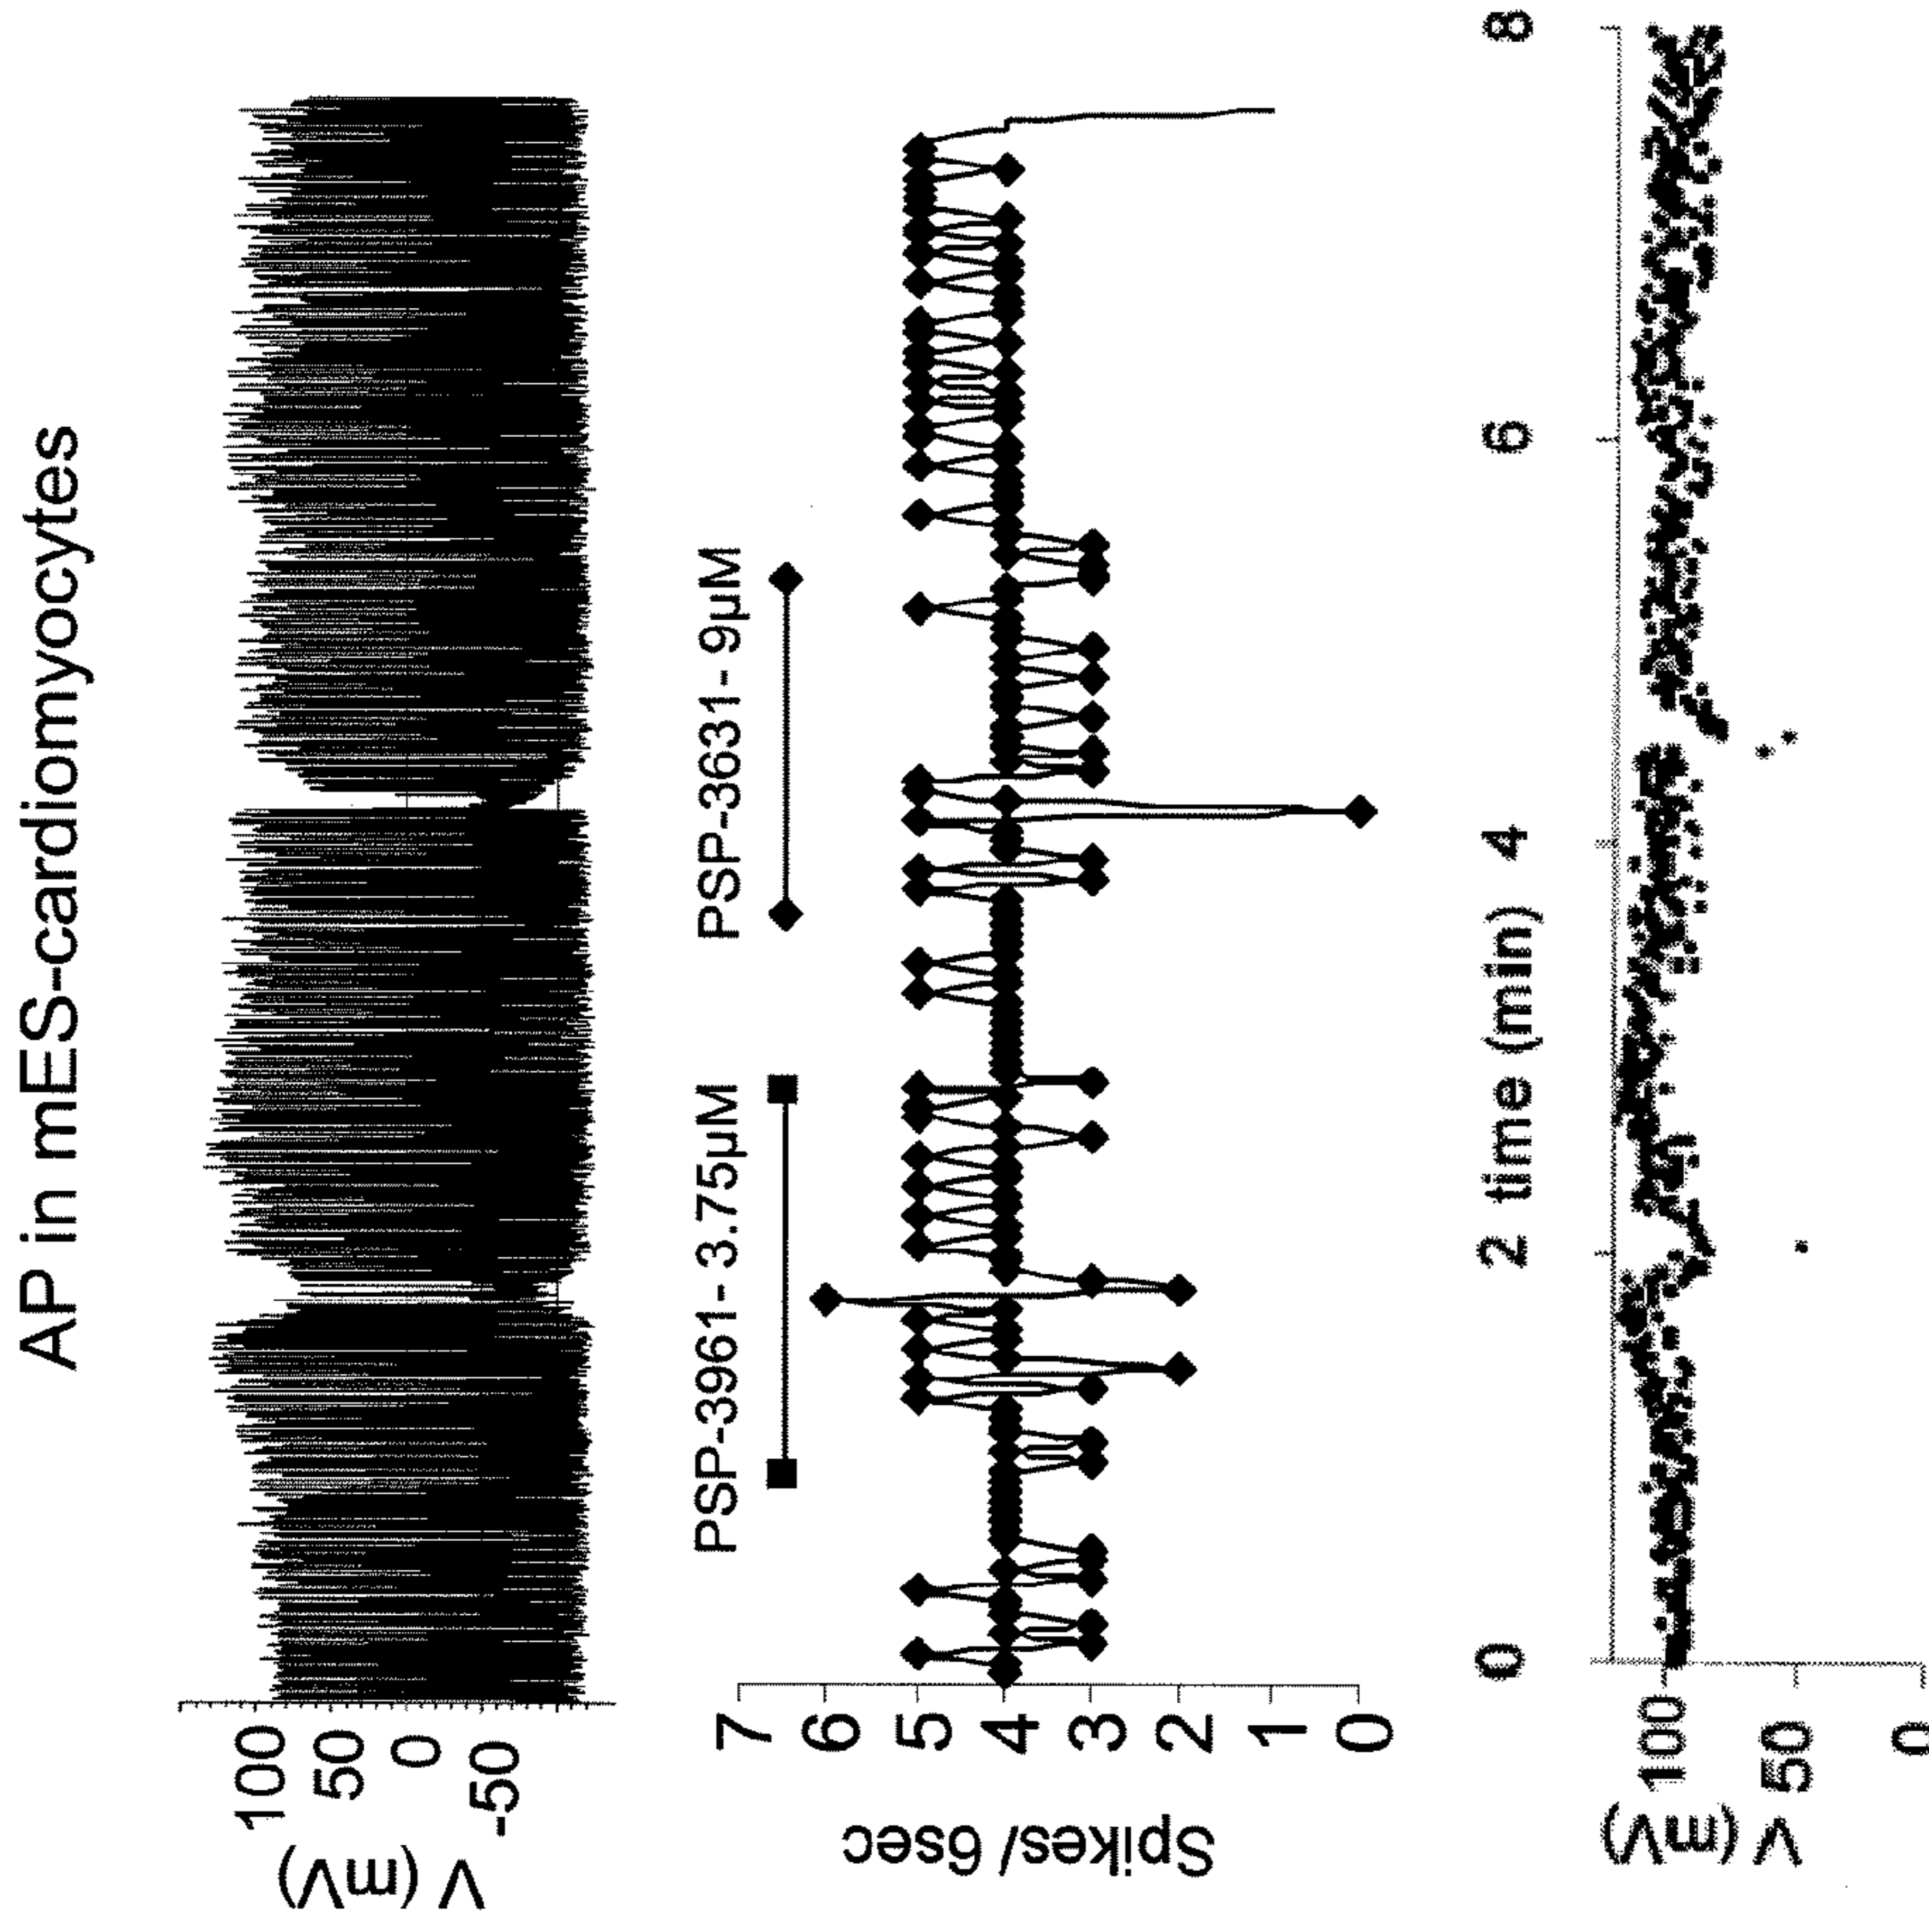 AP in mES-cardiomyocytes
V (mV)
100
50
0
-50
PSP-3961- 3.75µM
PSP-3631- 9µM
Spikes/ 6sec
7
6
5
4
3
2
1
0
0 2 time (min) 4 6 8
V (mV)
100
50
0